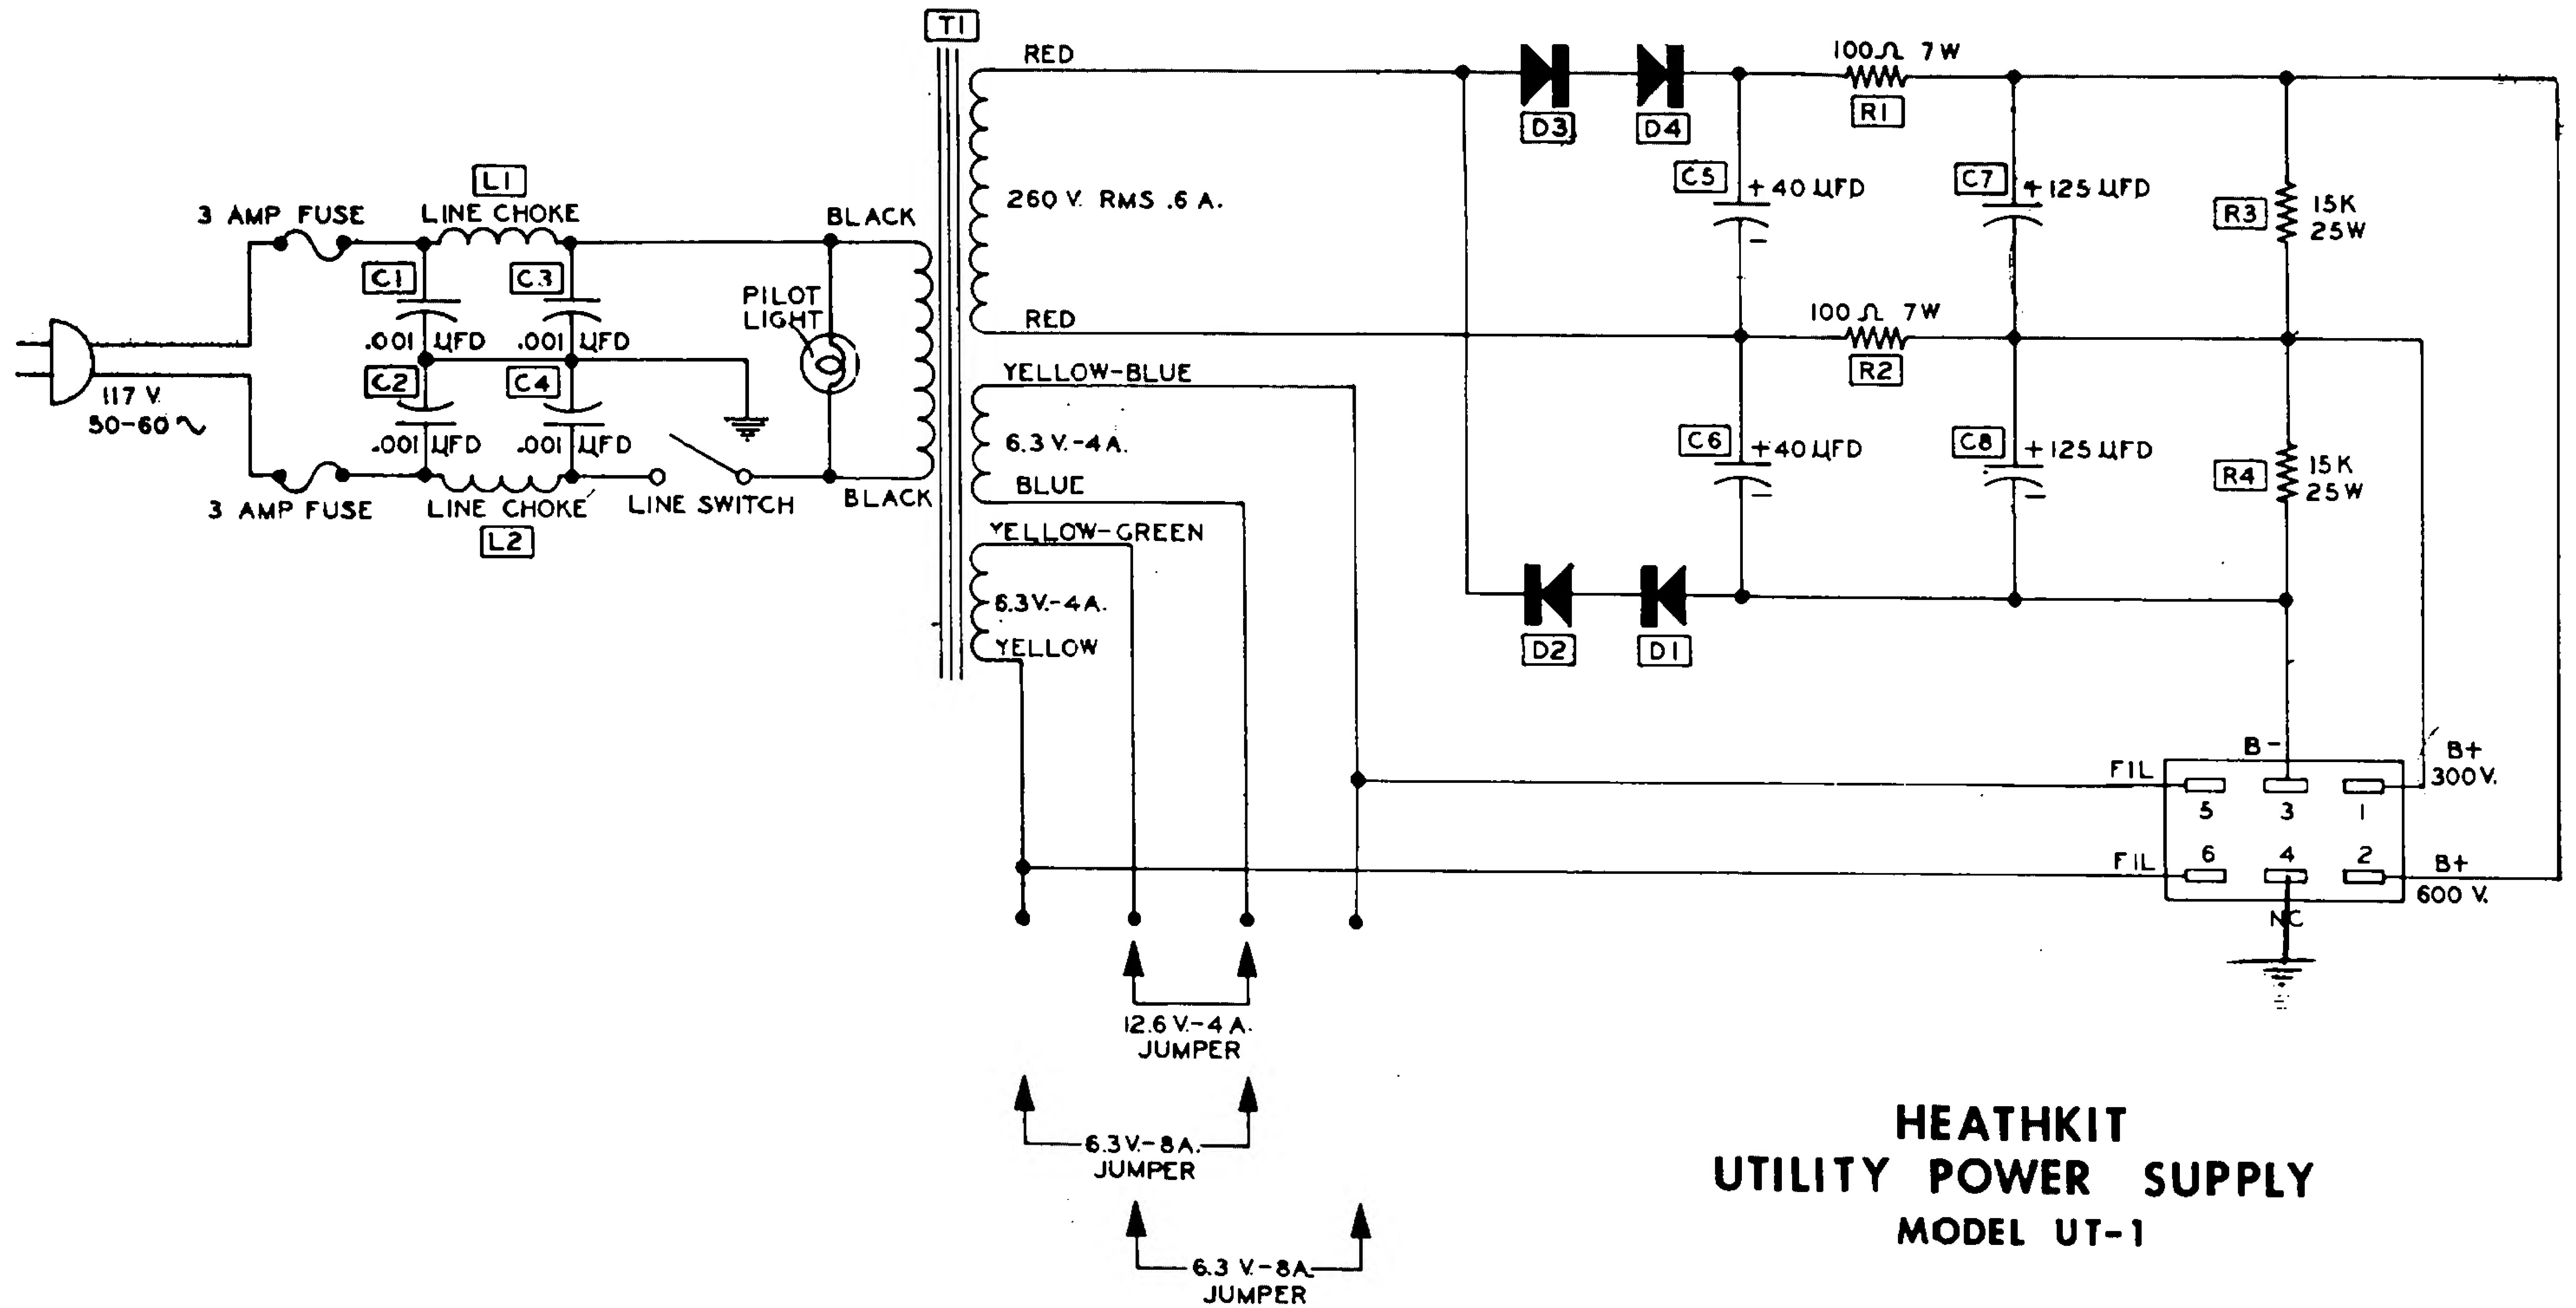 T1
RED
100Ω 7W
R1
D3
D4
L1
3 AMP FUSE
LINE CHOKE
BLACK
260 V. RMS .6 A.
C5
+ 40 µFD
C7
+ 125 µFD
R3
15K
25W
C1
C3
PILOT
LIGHT
.001 µFD
.001 µFD
RED
100 Ω 7W
R2
C2
C4
117 V.
50-60 ~
.001 µFD
.001 µFD
YELLOW-BLUE
6.3 V.-4A.
BLUE
C6
+ 40 µFD
C8
+ 125 µFD
R4
15K
25W
3 AMP FUSE
LINE CHOKE
LINE SWITCH
BLACK
L2
YELLOW-GREEN
6.3V.-4A.
YELLOW
D2
D1
B-
B+
300V.
FIL
5
3
1
FIL
6
4
2
B+
600 V.
NC
12.6 V.-4 A.
JUMPER
6.3V.-8A.
JUMPER
6.3 V.-8A.
JUMPER
HEATHKIT
UTILITY POWER SUPPLY
MODEL UT-1